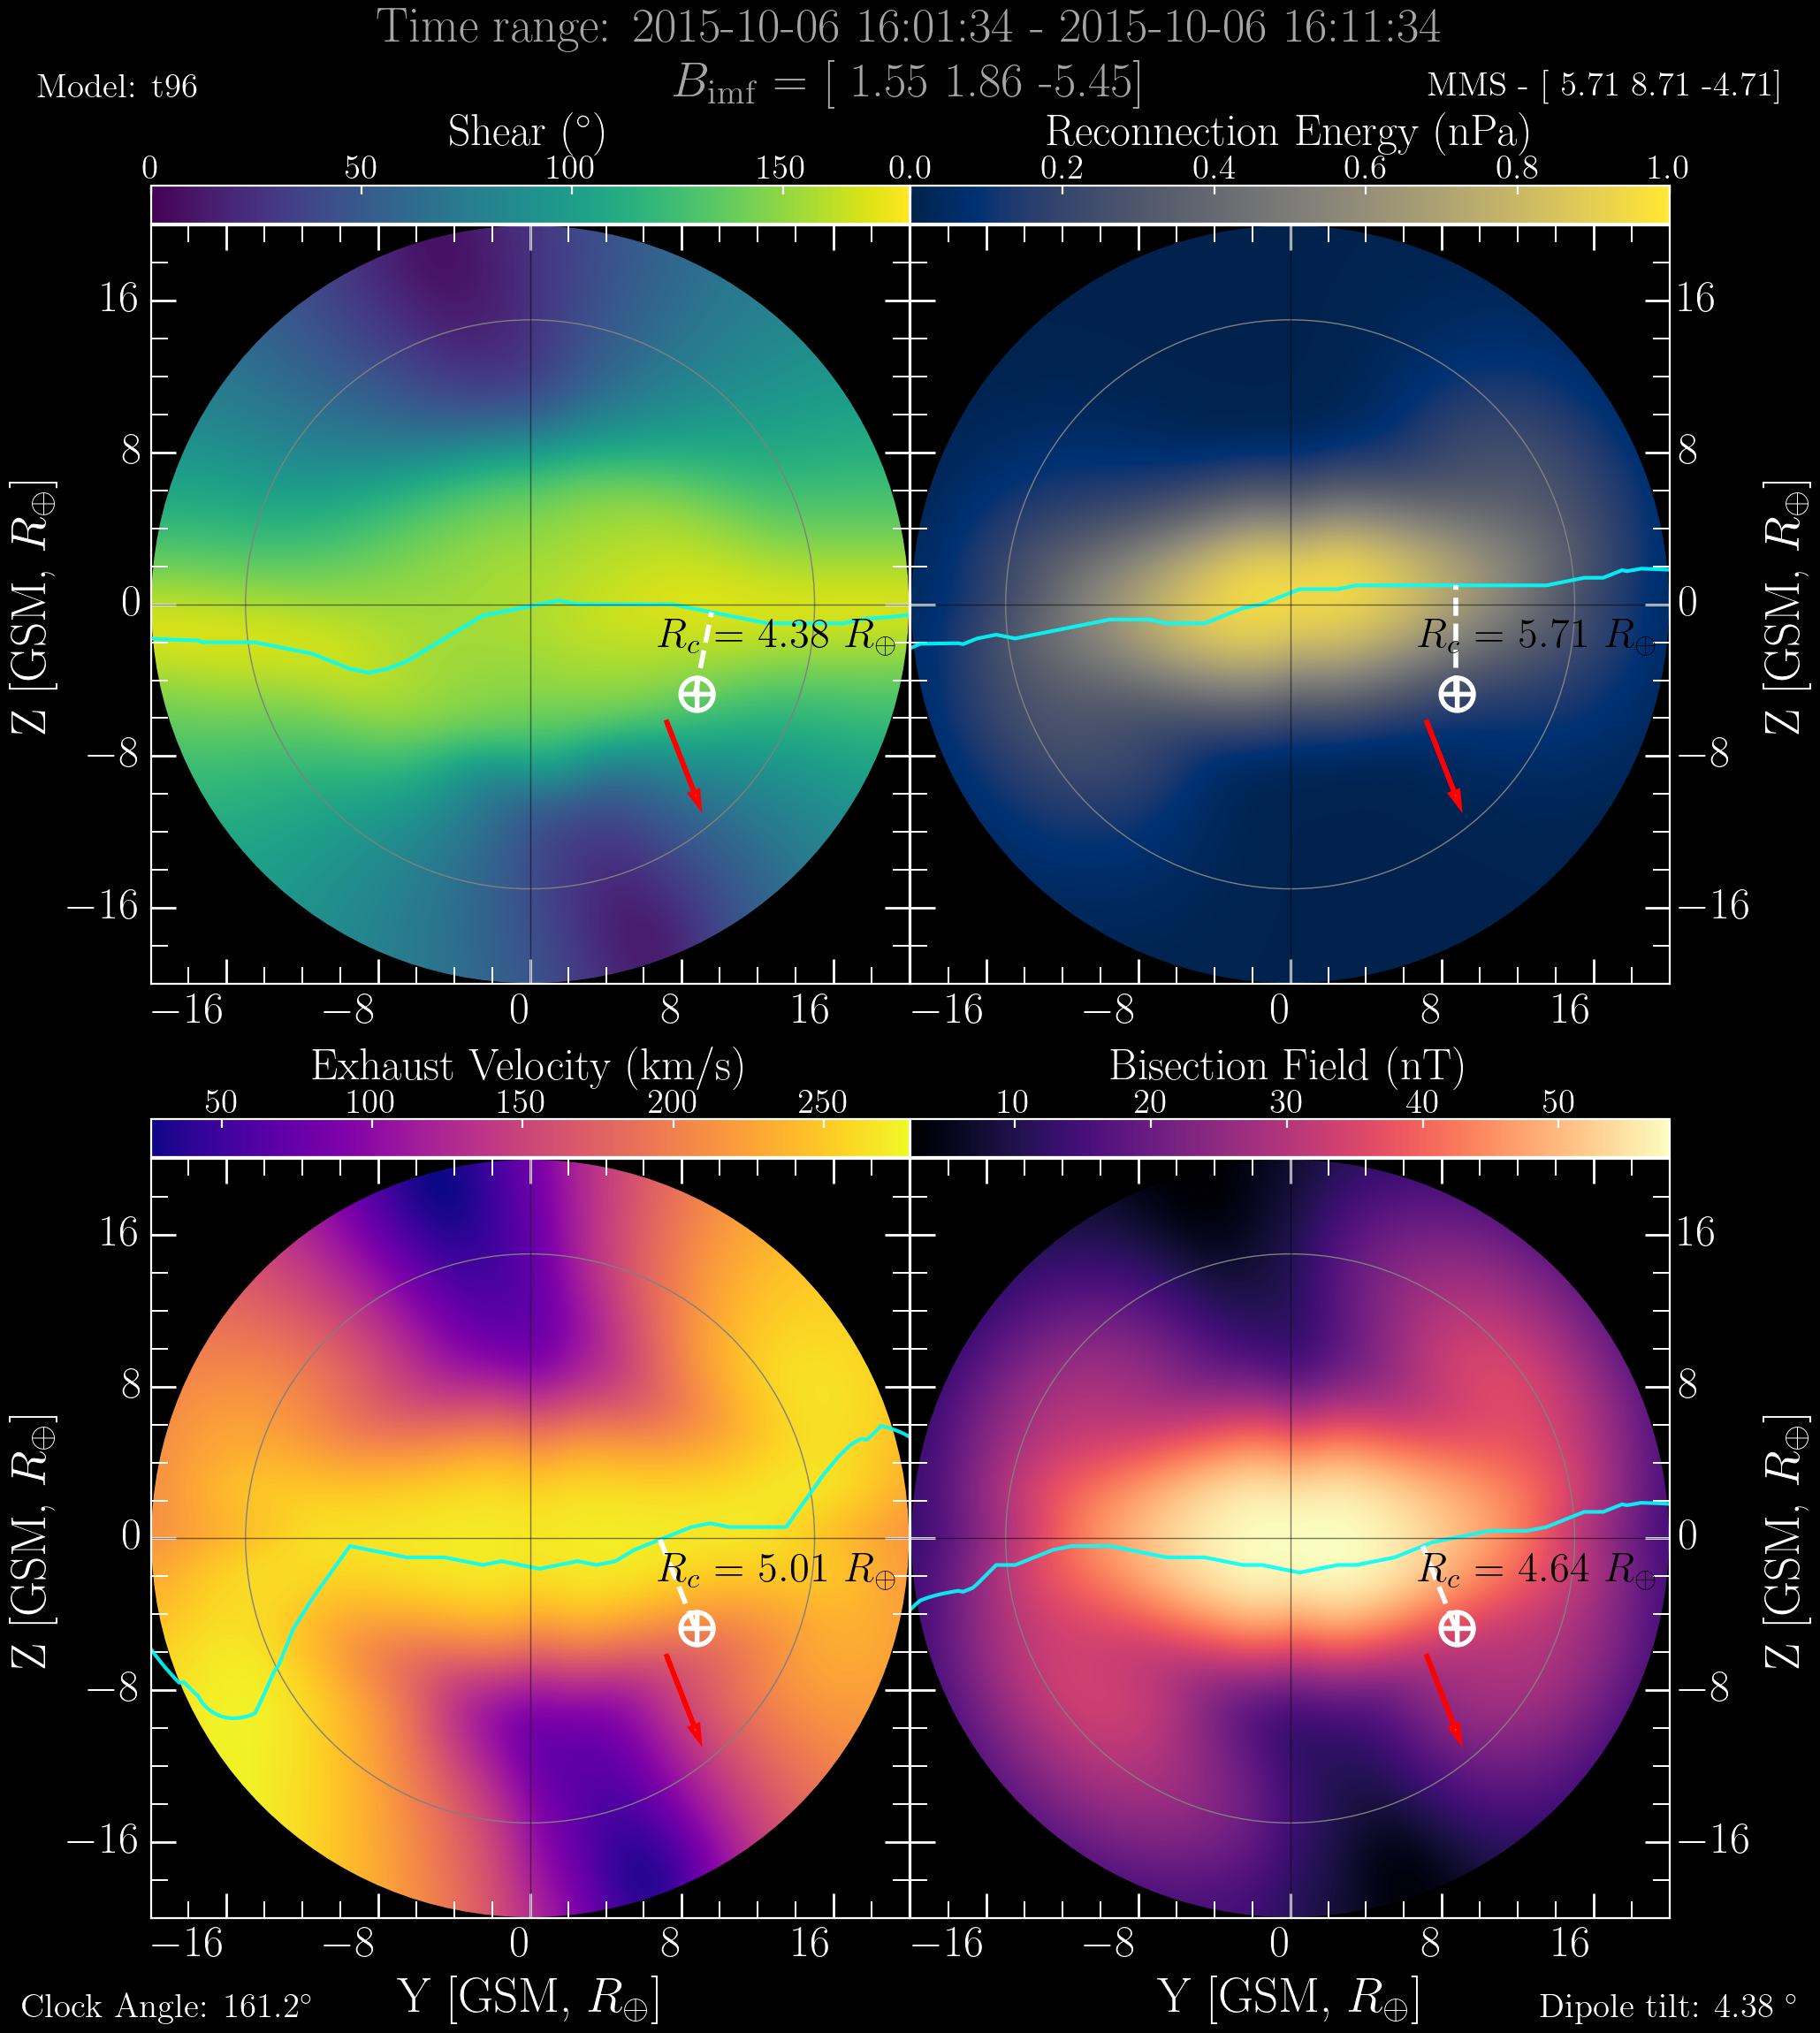 Time range: 2015-10-06 16:01:34 - 2015-10-06 16:11:34
Model: t96
B_imf = [ 1.55 1.86 -5.45]
MMS - [ 5.71 8.71 -4.71]
Shear (°)
Reconnection Energy (nPa)
0 50 100 150
0.0 0.2 0.4 0.6 0.8 1.0
Z [GSM, R⊕]
16
8
0
−8
−16
R_c = 4.38 R⊕
R_c = 5.71 R⊕
16
8
0
−8
−16
Z [GSM, R⊕]
−16 −8 0 8 16
−16 −8 0 8 16
Exhaust Velocity (km/s)
Bisection Field (nT)
50 100 150 200 250
10 20 30 40 50
Z [GSM, R⊕]
16
8
0
−8
−16
R_c = 5.01 R⊕
R_c = 4.64 R⊕
16
8
0
−8
−16
Z [GSM, R⊕]
−16 −8 0 8 16
−16 −8 0 8 16
Y [GSM, R⊕]
Y [GSM, R⊕]
Clock Angle: 161.2°
Dipole tilt: 4.38 °